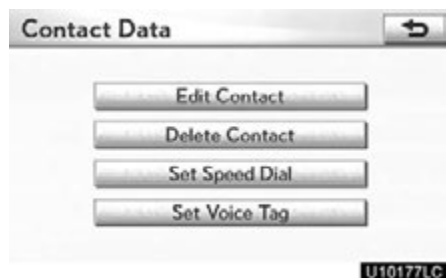 Contact Data
Edit Contact
Delete Contact
Set Speed Dial
Set Voice Tag
U10177LC